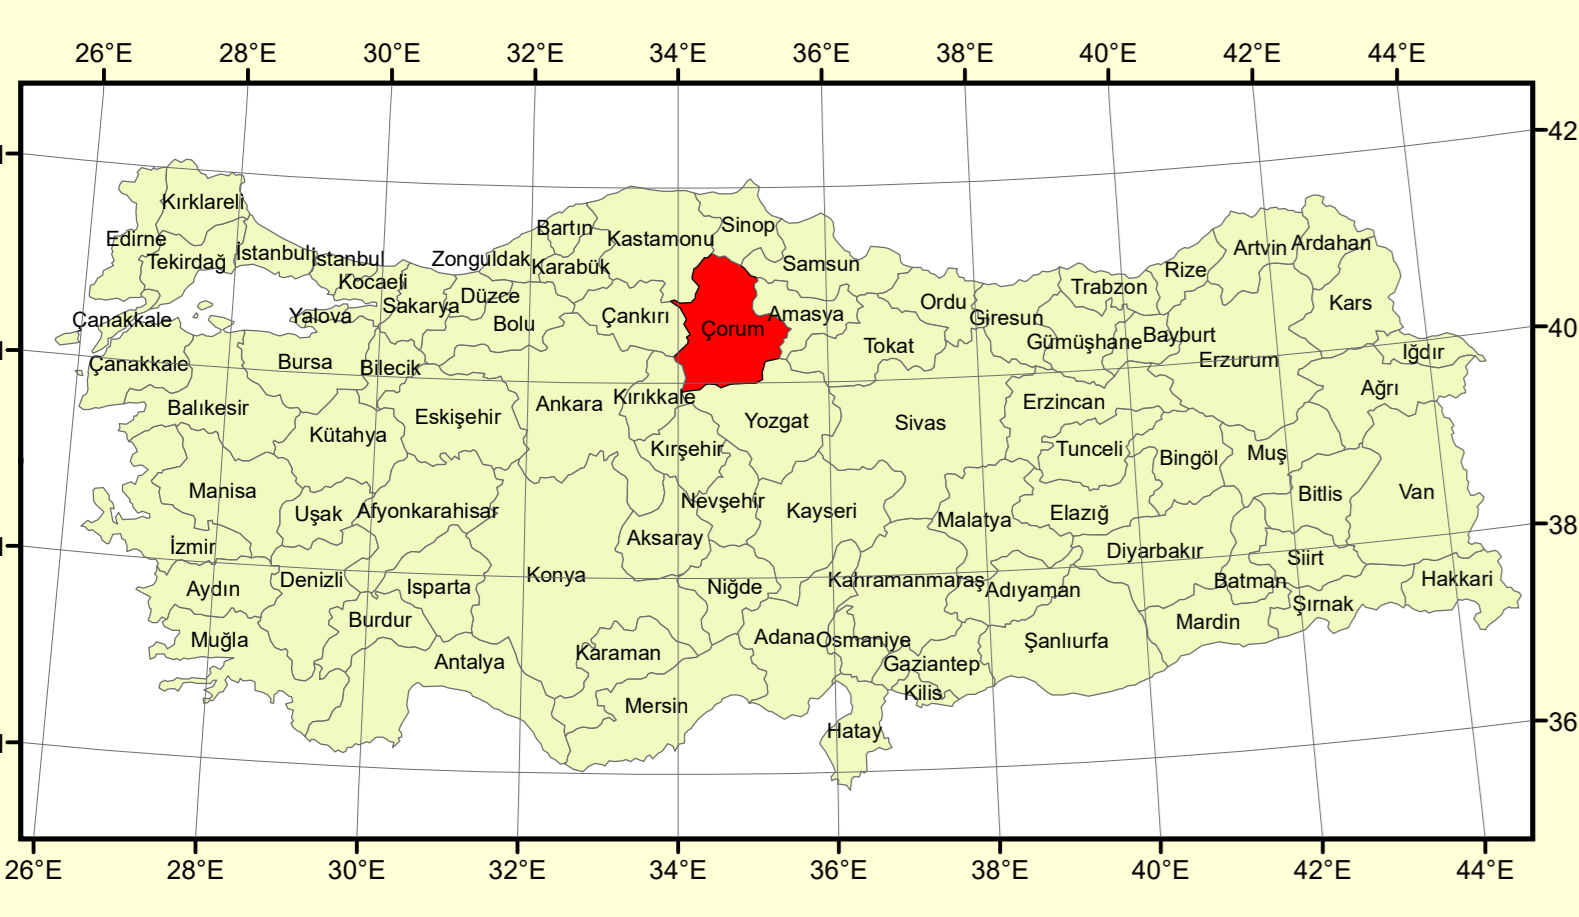 26°E 28°E 30°E 32°E 34°E 36°E 38°E 40°E 42°E 44°E
42
Kırklareli
Sinop
Bartın
Edirne
Kastamonu
Artvin
Ardahan
İstanbul
İstanbul
Zonguldak
Tekirdağ
Karabük
Samsun
Rize
Kocaeli
Trabzon
Düzce
Sakarya
Ordu
Kars
Yalova
Çankırı
Amasya
Giresun
Çanakkale
Bolu
Çorum
40
Bayburt
Gümüşhane
Tokat
Iğdır
Erzurum
Çanakkale
Bursa
Bilecik
Ağrı
Kırıkkale
Ankara
Erzincan
Balıkesir
Eskişehir
Yozgat
Sivas
Kütahya
Kırşehir
Tunceli
Muş
Bingöl
Manisa
Van
Bitlis
Nevşehir
Uşak
Afyonkarahisar
Kayseri
Elazığ
Malatya
38
Aksaray
İzmir
Diyarbakır
Siirt
Konya
Denizli
Kahramanmaraş
Batman
Hakkari
Aydın
Isparta
Niğde
Adıyaman
Şırnak
Burdur
Mardin
Muğla
Adana
Osmaniye
Şanlıurfa
Karaman
Antalya
Gaziantep
Kilis
Mersin
36
Hatay
26°E 28°E 30°E 32°E 34°E 36°E 38°E 40°E 42°E 44°E